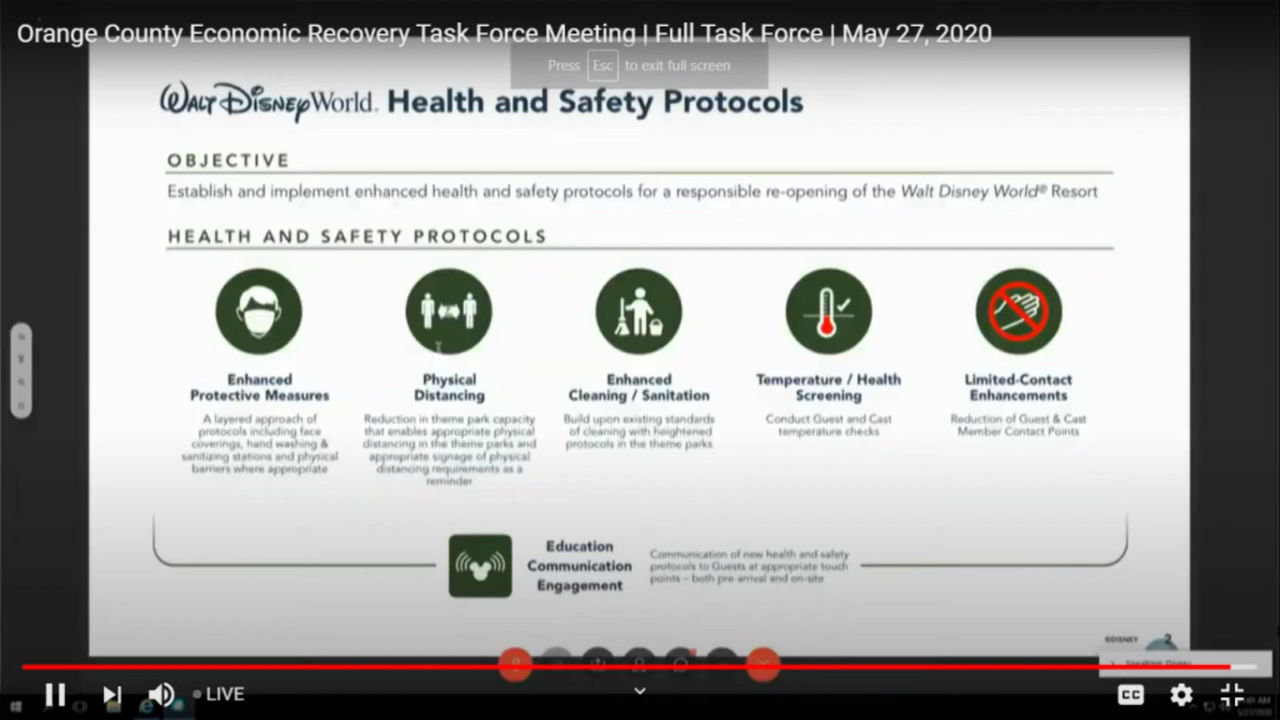 Orange County Economic Recovery Task Force Meeting | Full Task Force | May 27, 2020
Press Esc to exit full screen
WALT DISNEY World. Health and Safety Protocols
OBJECTIVE
Establish and implement enhanced health and safety protocols for a responsible re-opening of the Walt Disney World® Resort
HEALTH AND SAFETY PROTOCOLS
Enhanced
Protective Measures
A layered approach of
protocols including face
coverings, hand washing &
sanitizing stations and physical
barriers where appropriate
Physical
Distancing
Reduction in theme park capacity
that enables appropriate physical
distancing in the theme parks and
appropriate signage of physical
distancing requirements as a
reminder
Enhanced
Cleaning / Sanitation
Build upon existing standards
of cleaning with heightened
protocols in the theme parks
Temperature / Health
Screening
Conduct Guest and Cast
temperature checks
Limited-Contact
Enhancements
Reduction of Guest & Cast
Member Contact Points
Education
Communication
Engagement
Communication of new health and safety
protocols to Guests at appropriate touch
points – both pre-arrival and on-site
©DISNEY 2
LIVE
CC